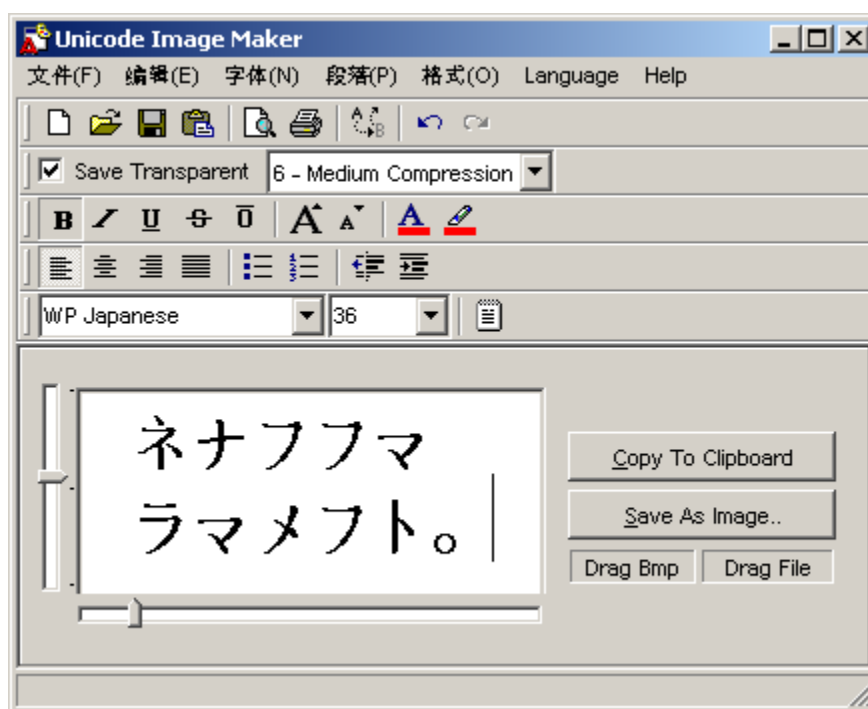 Unicode Image Maker
文件(F) 编辑(E) 字体(N) 段落(P) 格式(O) Language Help
Save Transparent 6 - Medium Compression
WP Japanese 36
ネナフフマ
ラママメフト。
Copy To Clipboard
Save As Image..
Drag Bmp Drag File